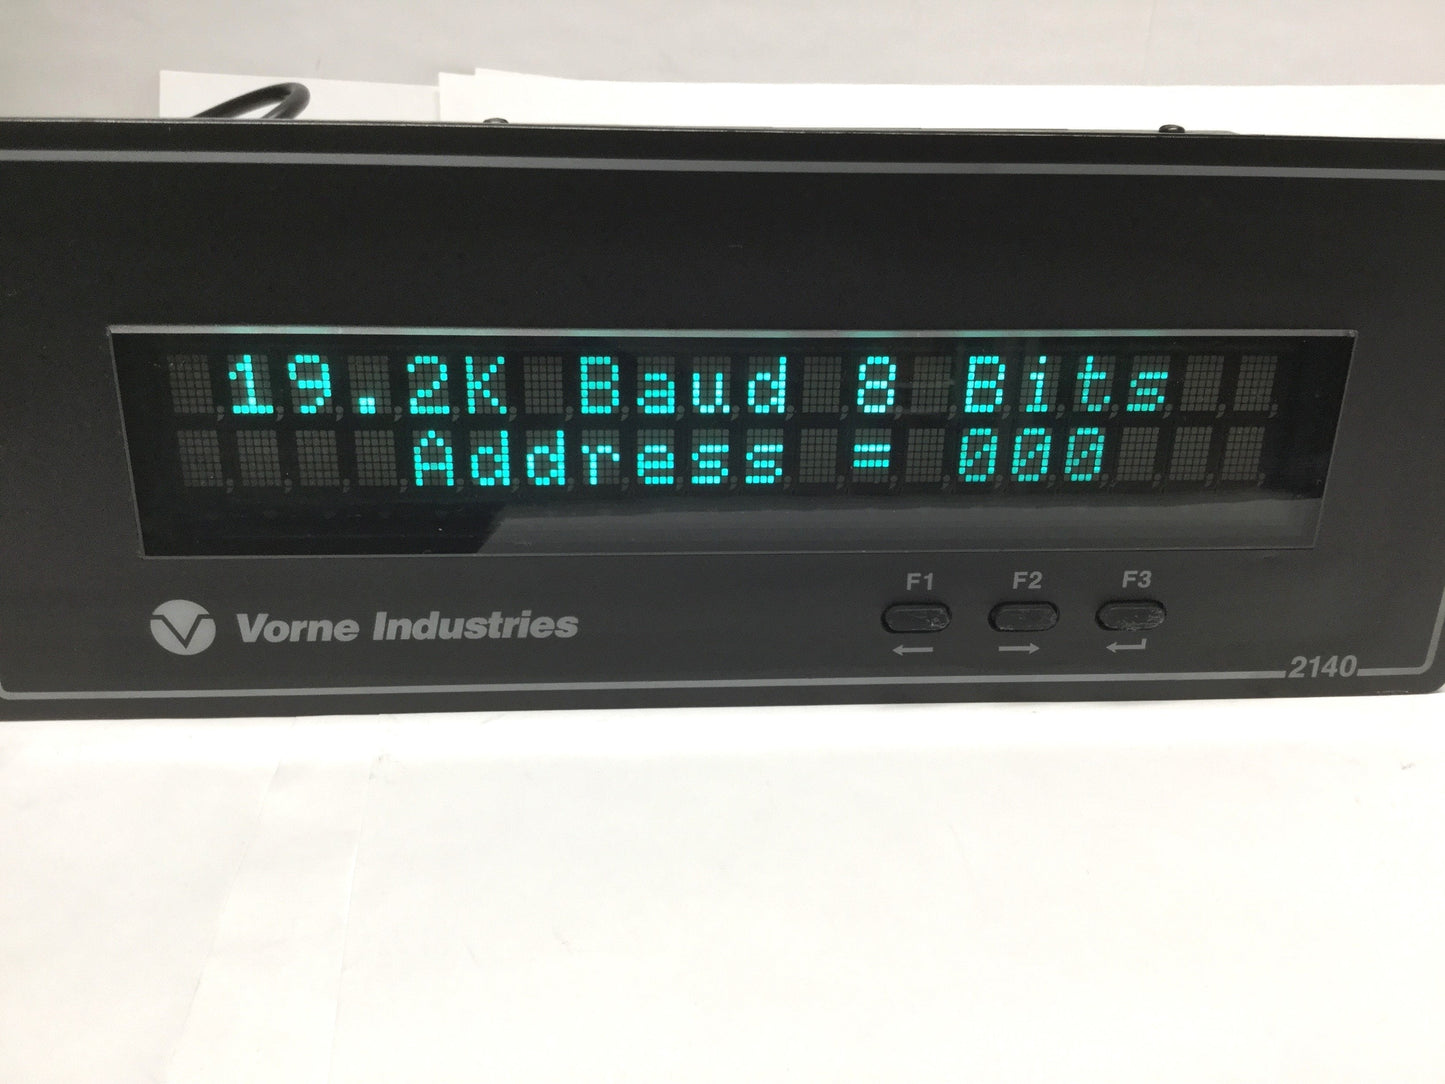 19.2K Baud 8 Bits
Address = 000
F1 F2 F3
Vorne Industries
2140